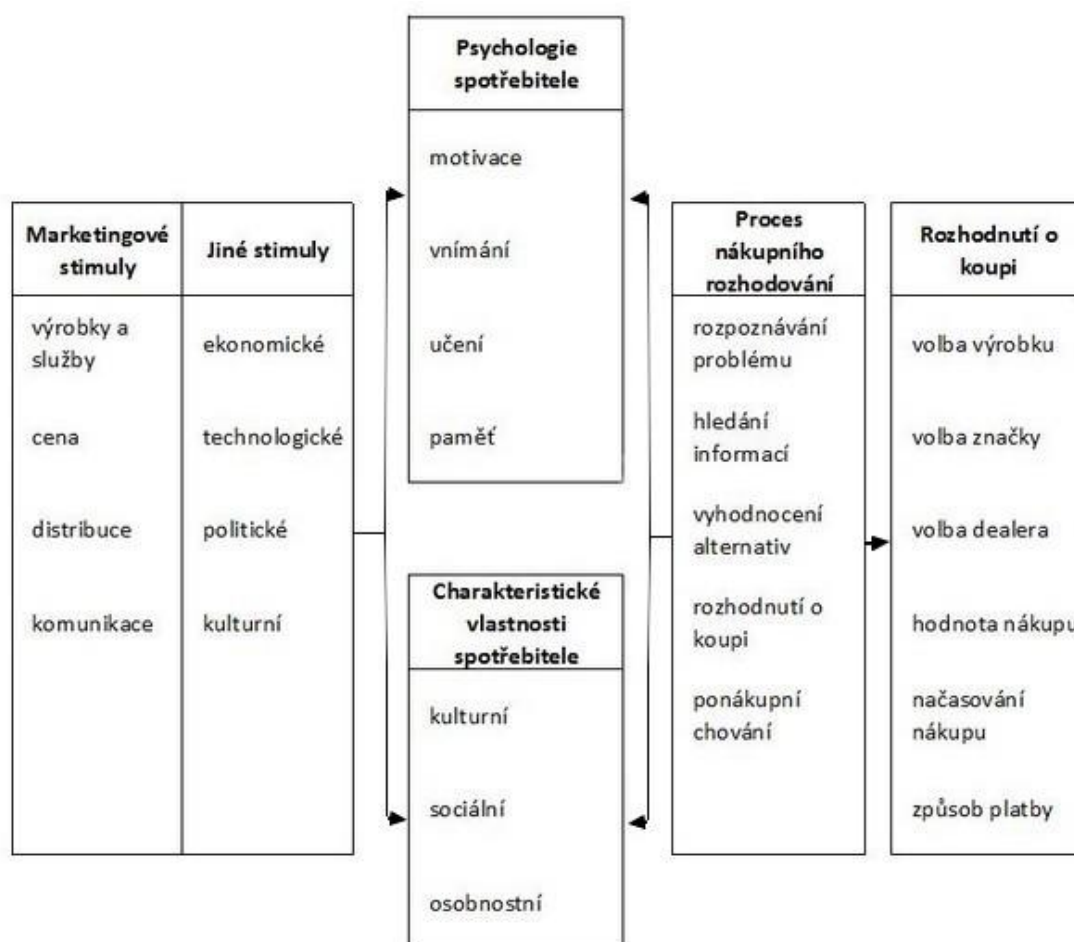 Psychologie
spotřebitele
motivace
vnímání
učení
paměť
Marketingové
stimuly
výrobky a
služby
cena
distribuce
komunikace
Jiné stimuly
ekonomické
technologické
politické
kulturní
Charakteristické
vlastnosti
spotřebitele
kulturní
sociální
osobnostní
Proces
nákupního
rozhodování
rozpoznávání
problému
hledání
informací
vyhodnocení
alternativ
rozhodnutí o
koupi
ponákupní
chování
Rozhodnutí o
koupi
volba výrobku
volba značky
volba dealera
hodnota nákupu
načasování
nákupu
způsob platby